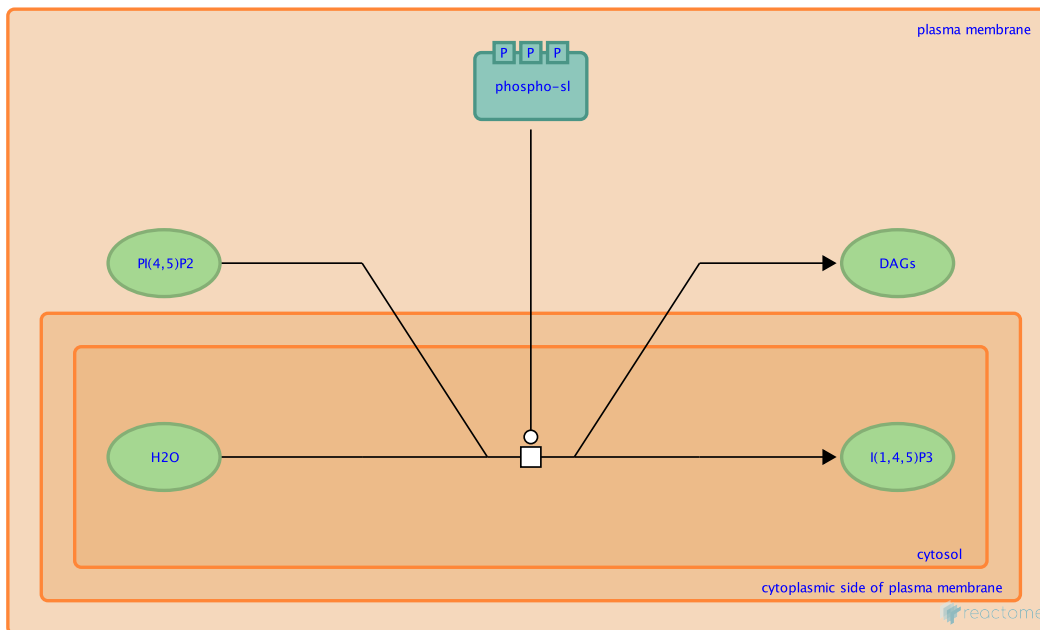 plasma membrane
P P P
phospho-sl
PI(4,5)P2
DAGs
H2O
I(1,4,5)P3
cytosol
cytoplasmic side of plasma membrane
reactome